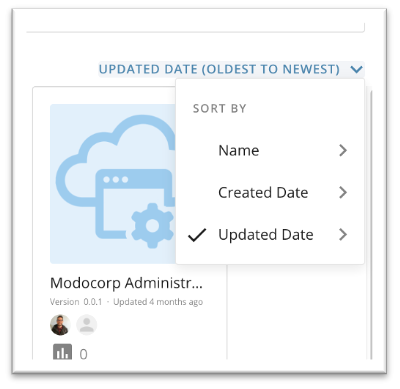 UPDATED DATE (OLDEST TO NEWEST)
SORT BY
Name
Created Date
Updated Date
Modocorp Administr...
Version 0.0.1 · Updated 4 months ago
0